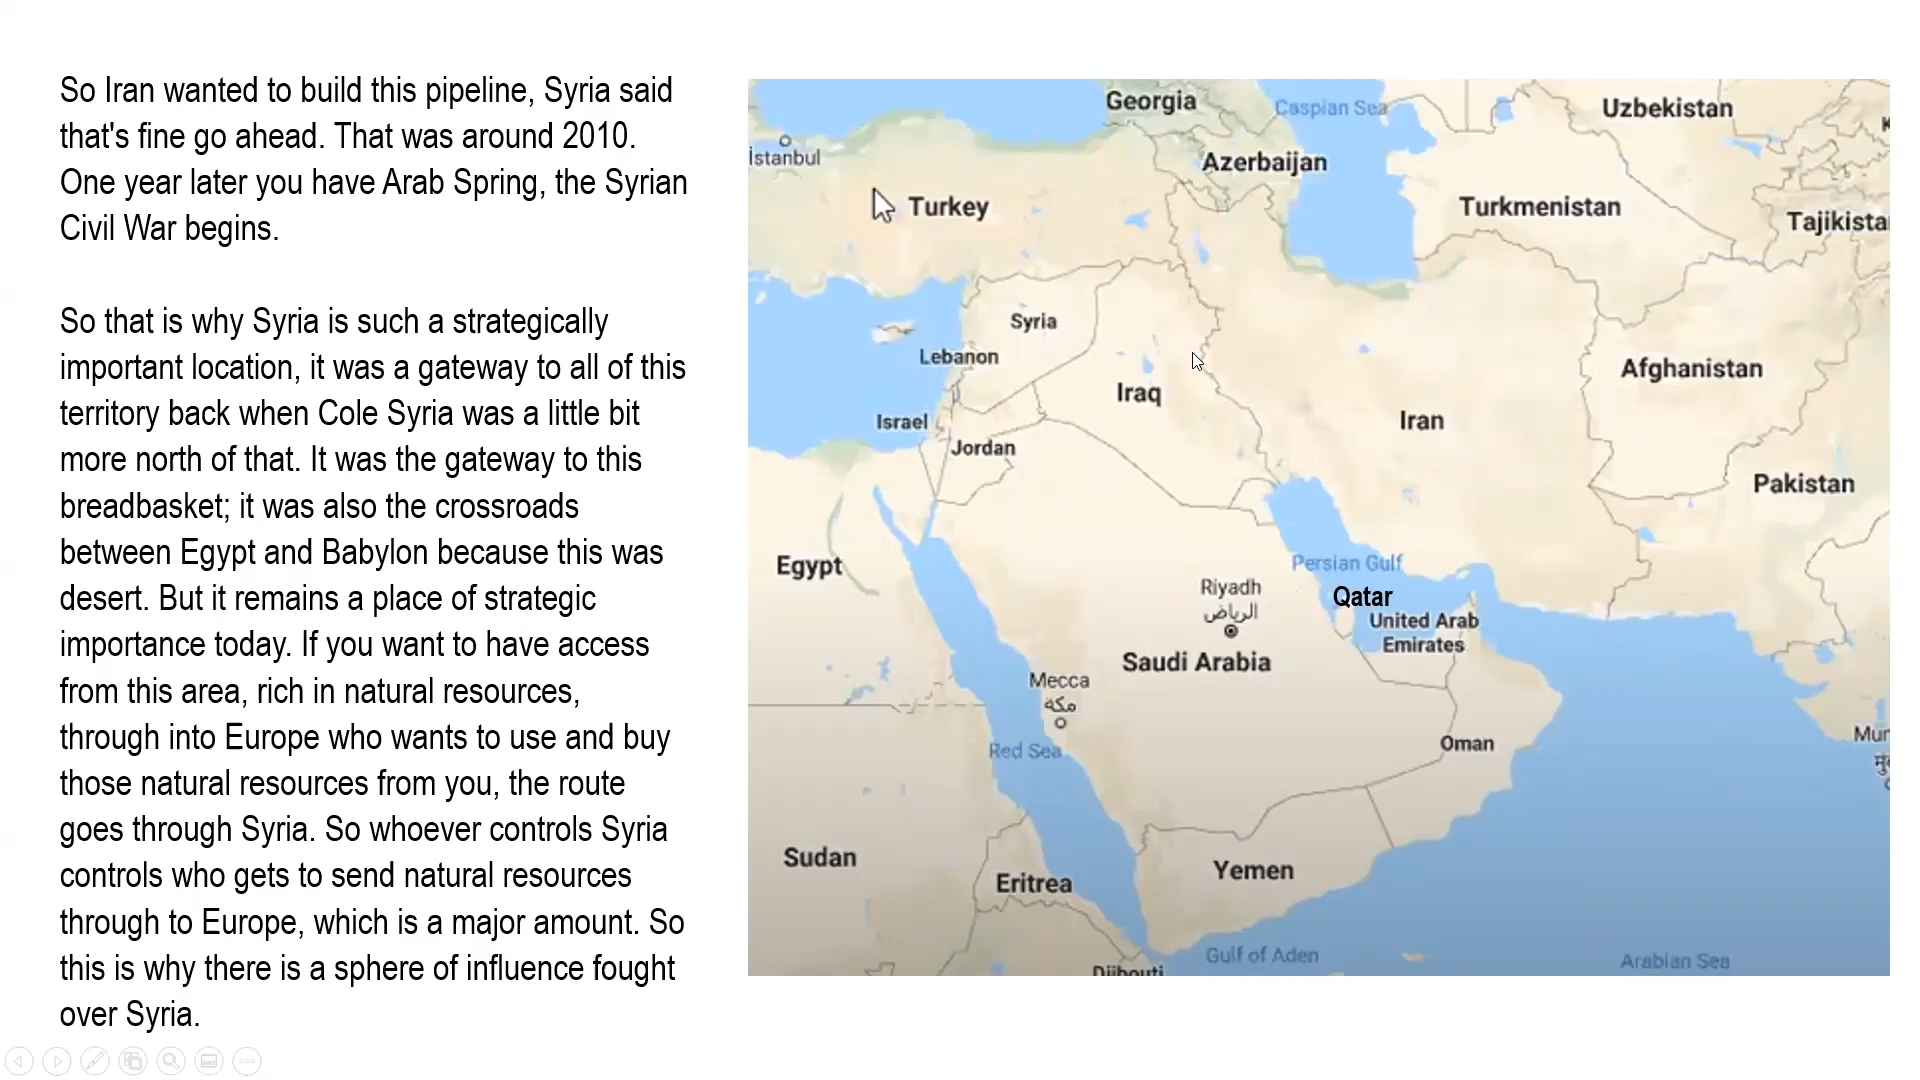 So Iran wanted to build this pipeline, Syria said
that's fine go ahead. That was around 2010.
One year later you have Arab Spring, the Syrian
Civil War begins.
So that is why Syria is such a strategically
important location, it was a gateway to all of this
territory back when Cole Syria was a little bit
more north of that. It was the gateway to this
breadbasket; it was also the crossroads
between Egypt and Babylon because this was
desert. But it remains a place of strategic
importance today. If you want to have access
from this area, rich in natural resources,
through into Europe who wants to use and buy
those natural resources from you, the route
goes through Syria. So whoever controls Syria
controls who gets to send natural resources
through to Europe, which is a major amount. So
this is why there is a sphere of influence fought
over Syria.
Georgia
Caspian Sea
Uzbekistan
İstanbul
Azerbaijan
Turkey
Turkmenistan
Tajikista
Syria
Lebanon
Iraq
Afghanistan
Israel
Jordan
Iran
Pakistan
Egypt
Persian Gulf
Riyadh
الرياض
Qatar
United Arab
Emirates
Saudi Arabia
Mecca
مكة
Red Sea
Oman
Mur
Sudan
Eritrea
Yemen
Gulf of Aden
Arabian Sea
Djibouti